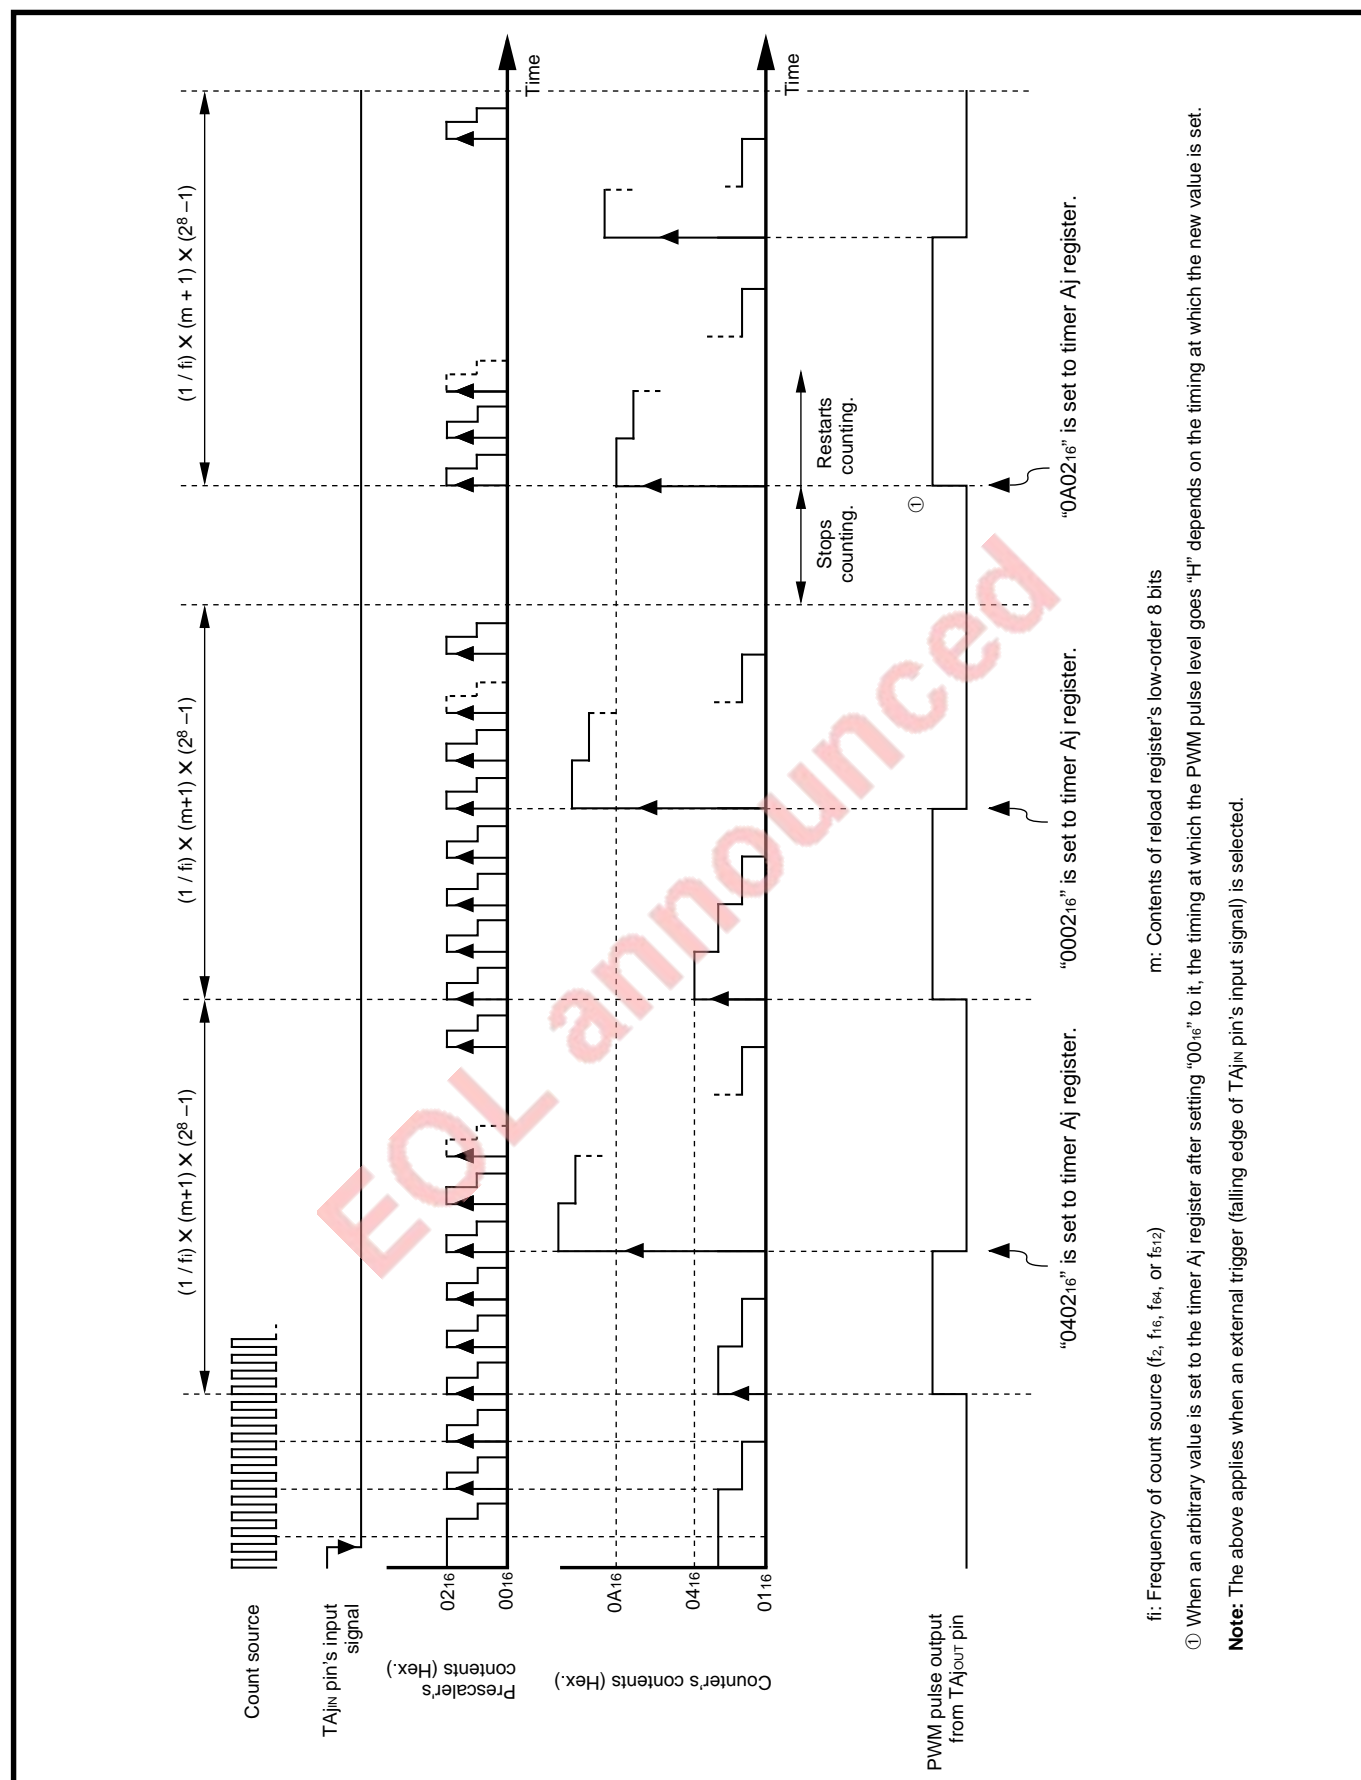 (1 / fi) × (m+1) × (2⁸ –1)
(1 / fi) × (m+1) × (2⁸ –1)
(1 / fi) × (m + 1) × (2⁸ –1)
Count source
TAjIN pin's input
signal
Prescaler's
contents (Hex.)
02₁₆
00₁₆
Time
Counter's contents (Hex.)
0A₁₆
04₁₆
01₁₆
Time
Stops
counting.
Restarts
counting.
①
PWM pulse output
from TAjOUT pin
“0402₁₆” is set to timer Aj register.
“0002₁₆” is set to timer Aj register.
“0A02₁₆” is set to timer Aj register.
fi: Frequency of count source (f₂, f₁₆, f₆₄, or f₅₁₂)
m: Contents of reload register’s low-order 8 bits
① When an arbitrary value is set to the timer Aj register after setting “00₁₆” to it, the timing at which the PWM pulse level goes “H” depends on the timing at which the new value is set.
Note: The above applies when an external trigger (falling edge of TAjIN pin’s input signal) is selected.
EOL announced